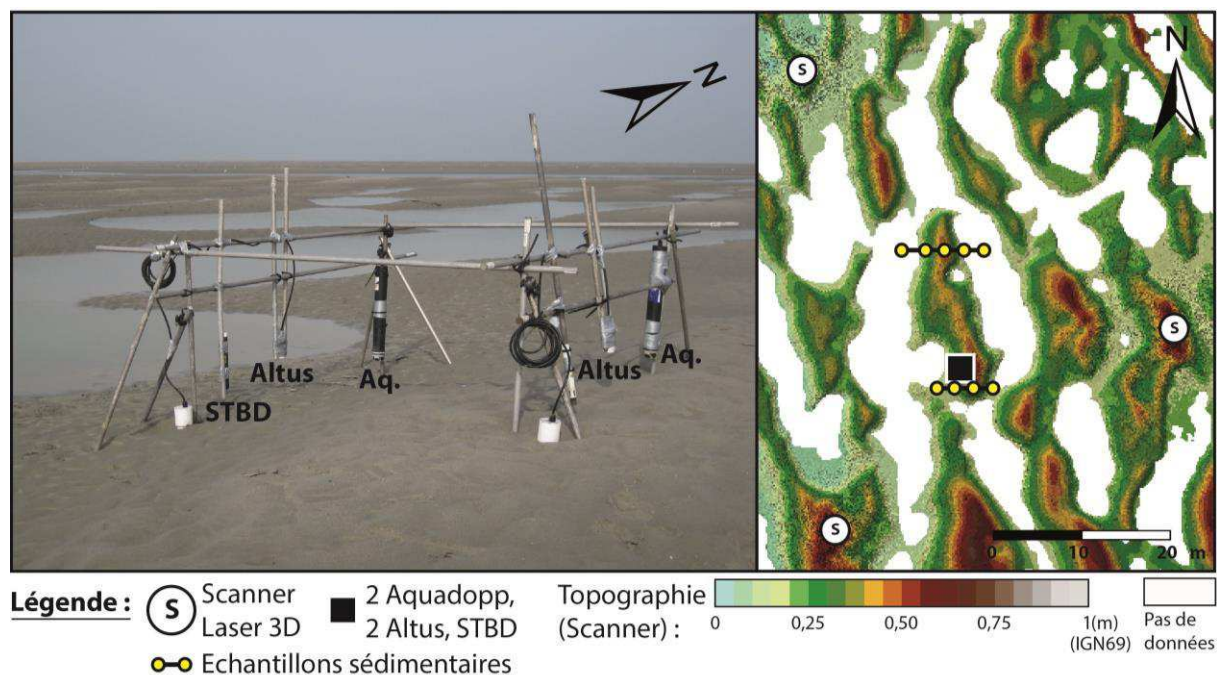 N
Altus
Aq.
STBD
Altus
Aq.
N
S
S
S
0 10 20 m
Légende :
S
Scanner
Laser 3D
2 Aquadopp,
2 Altus, STBD
Echantillons sédimentaires
Topographie
(Scanner) :
0 0,25 0,50 0,75 1(m)
(IGN69)
Pas de
données